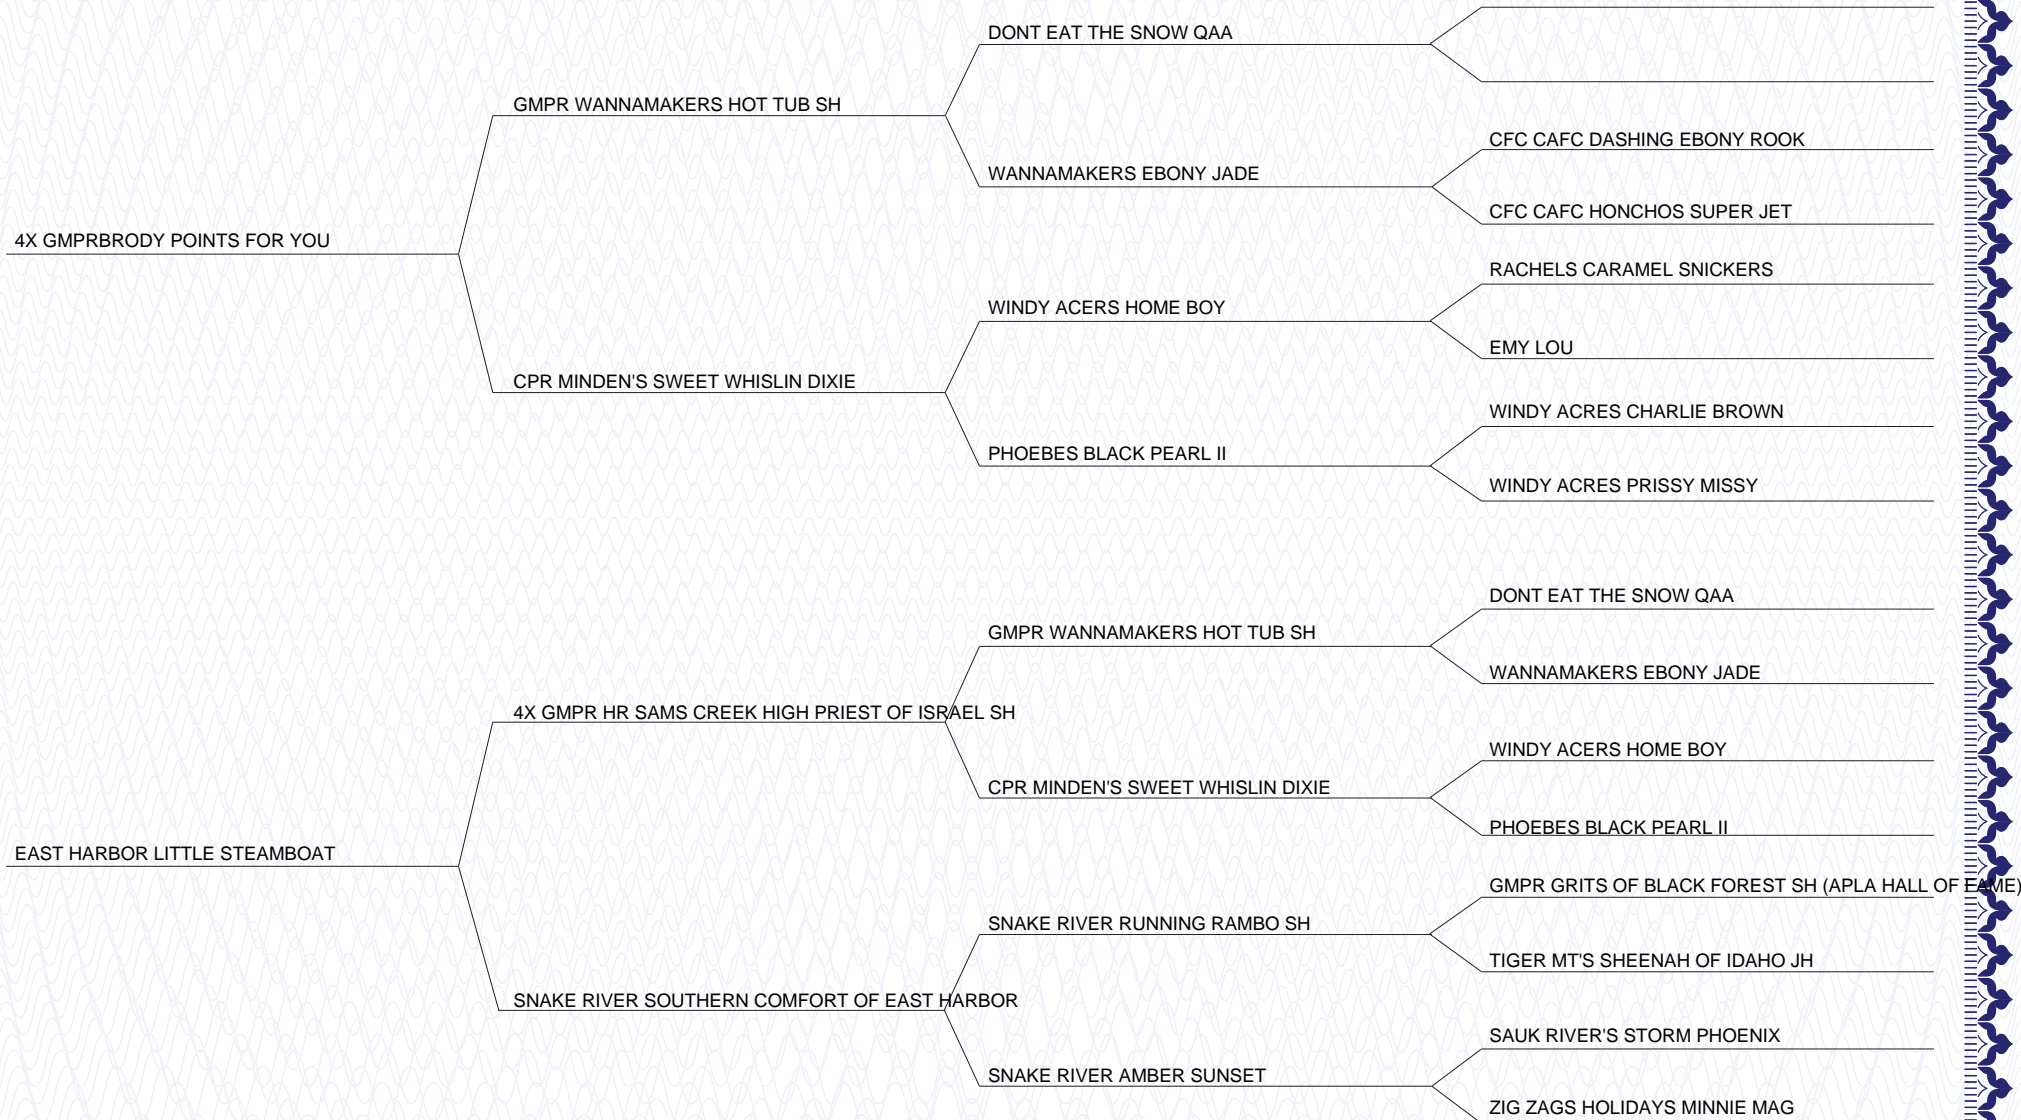 DONT EAT THE SNOW QAA
GMPR WANNAMAKERS HOT TUB SH
CFC CAFC DASHING EBONY ROOK
WANNAMAKERS EBONY JADE
CFC CAFC HONCHOS SUPER JET
4X GMPRBRODY POINTS FOR YOU
RACHELS CARAMEL SNICKERS
WINDY ACERS HOME BOY
EMY LOU
CPR MINDEN'S SWEET WHISLIN DIXIE
WINDY ACRES CHARLIE BROWN
PHOEBES BLACK PEARL II
WINDY ACRES PRISSY MISSY
DONT EAT THE SNOW QAA
GMPR WANNAMAKERS HOT TUB SH
WANNAMAKERS EBONY JADE
4X GMPR HR SAMS CREEK HIGH PRIEST OF ISRAEL SH
WINDY ACERS HOME BOY
CPR MINDEN'S SWEET WHISLIN DIXIE
PHOEBES BLACK PEARL II
EAST HARBOR LITTLE STEAMBOAT
GMPR GRITS OF BLACK FOREST SH (APLA HALL OF FAME)
SNAKE RIVER RUNNING RAMBO SH
TIGER MT'S SHEENAH OF IDAHO JH
SNAKE RIVER SOUTHERN COMFORT OF EAST HARBOR
SAUK RIVER'S STORM PHOENIX
SNAKE RIVER AMBER SUNSET
ZIG ZAGS HOLIDAYS MINNIE MAG